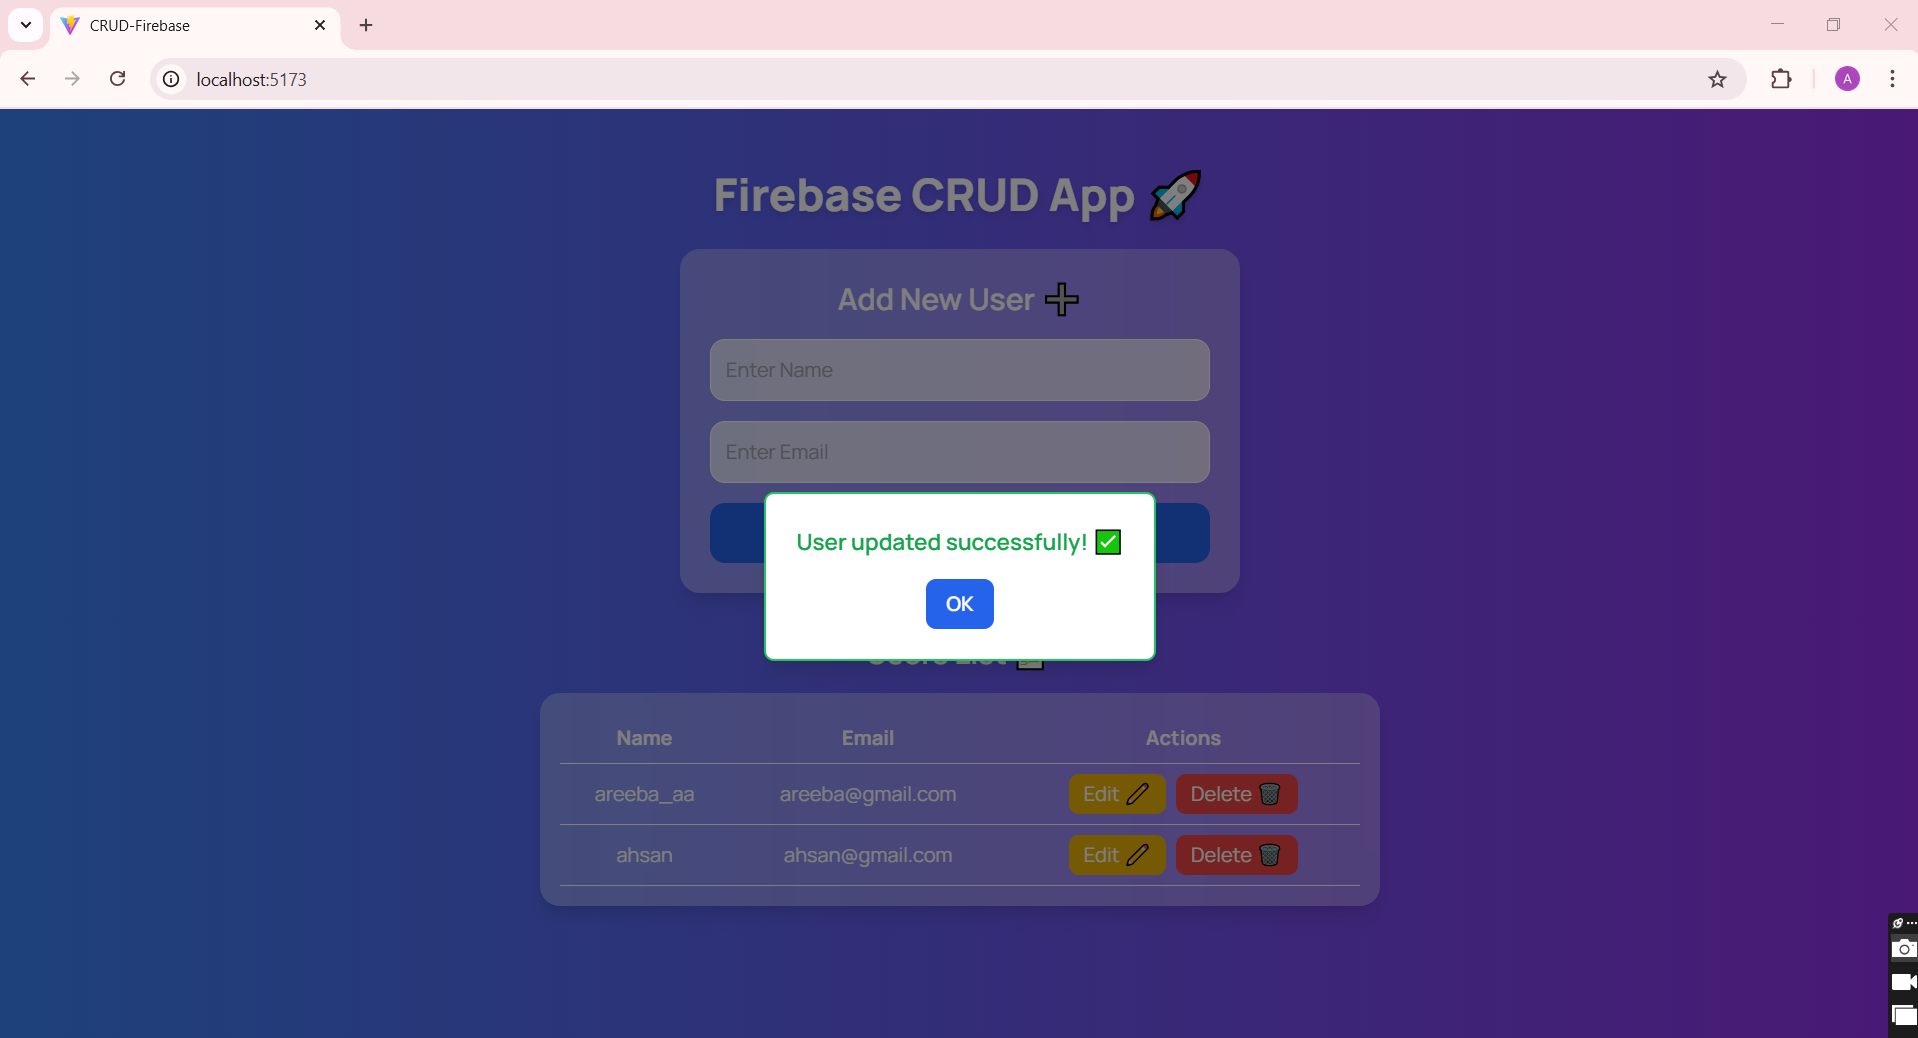 CRUD-Firebase
localhost:5173
A
Firebase CRUD App 🚀
Add New User ➕
Enter Name
Enter Email
User updated successfully! ✅
OK
Name Email Actions
areeba_aa areeba@gmail.com Edit Delete
ahsan ahsan@gmail.com Edit Delete